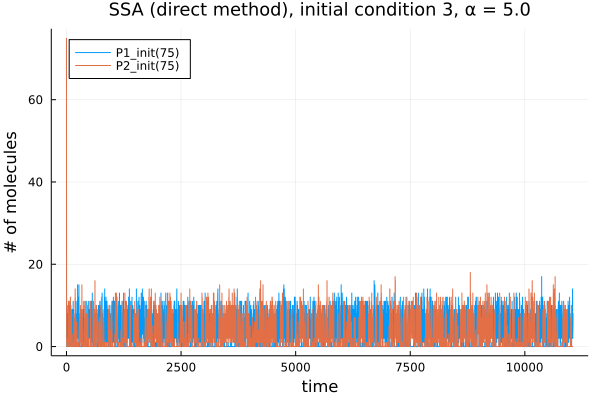 SSA (direct method), initial condition 3, α = 5.0
P1_init(75)
P2_init(75)
# of molecules
60
40
20
0
0 2500 5000 7500 10000
time